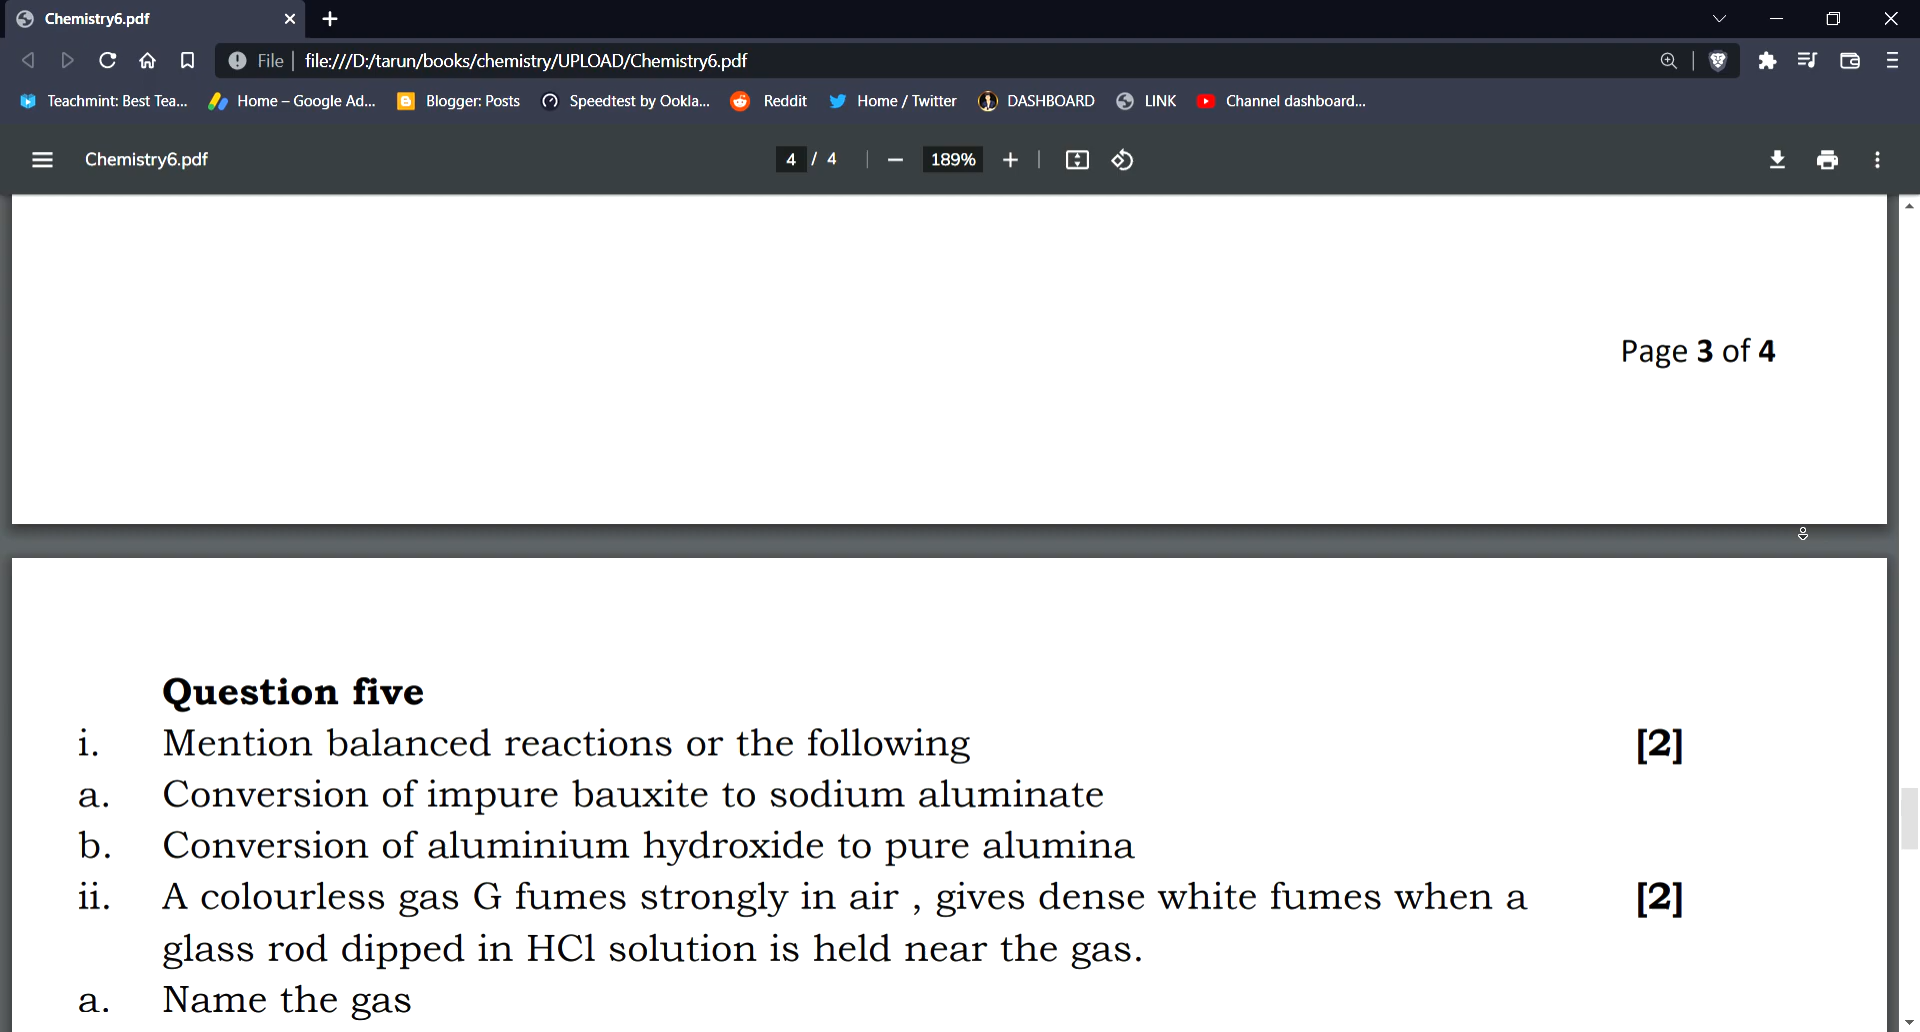 Chemistry6.pdf
File | file:///D:/tarun/books/chemistry/UPLOAD/Chemistry6.pdf
Teachmint: Best Tea... Home – Google Ad... Blogger: Posts Speedtest by Ookla... Reddit Home / Twitter DASHBOARD LINK Channel dashboard...
Chemistry6.pdf 4 / 4 189%
Page 3 of 4
Question five
i. Mention balanced reactions or the following [2]
a. Conversion of impure bauxite to sodium aluminate
b. Conversion of aluminium hydroxide to pure alumina
ii. A colourless gas G fumes strongly in air , gives dense white fumes when a [2]
glass rod dipped in HCl solution is held near the gas.
a. Name the gas